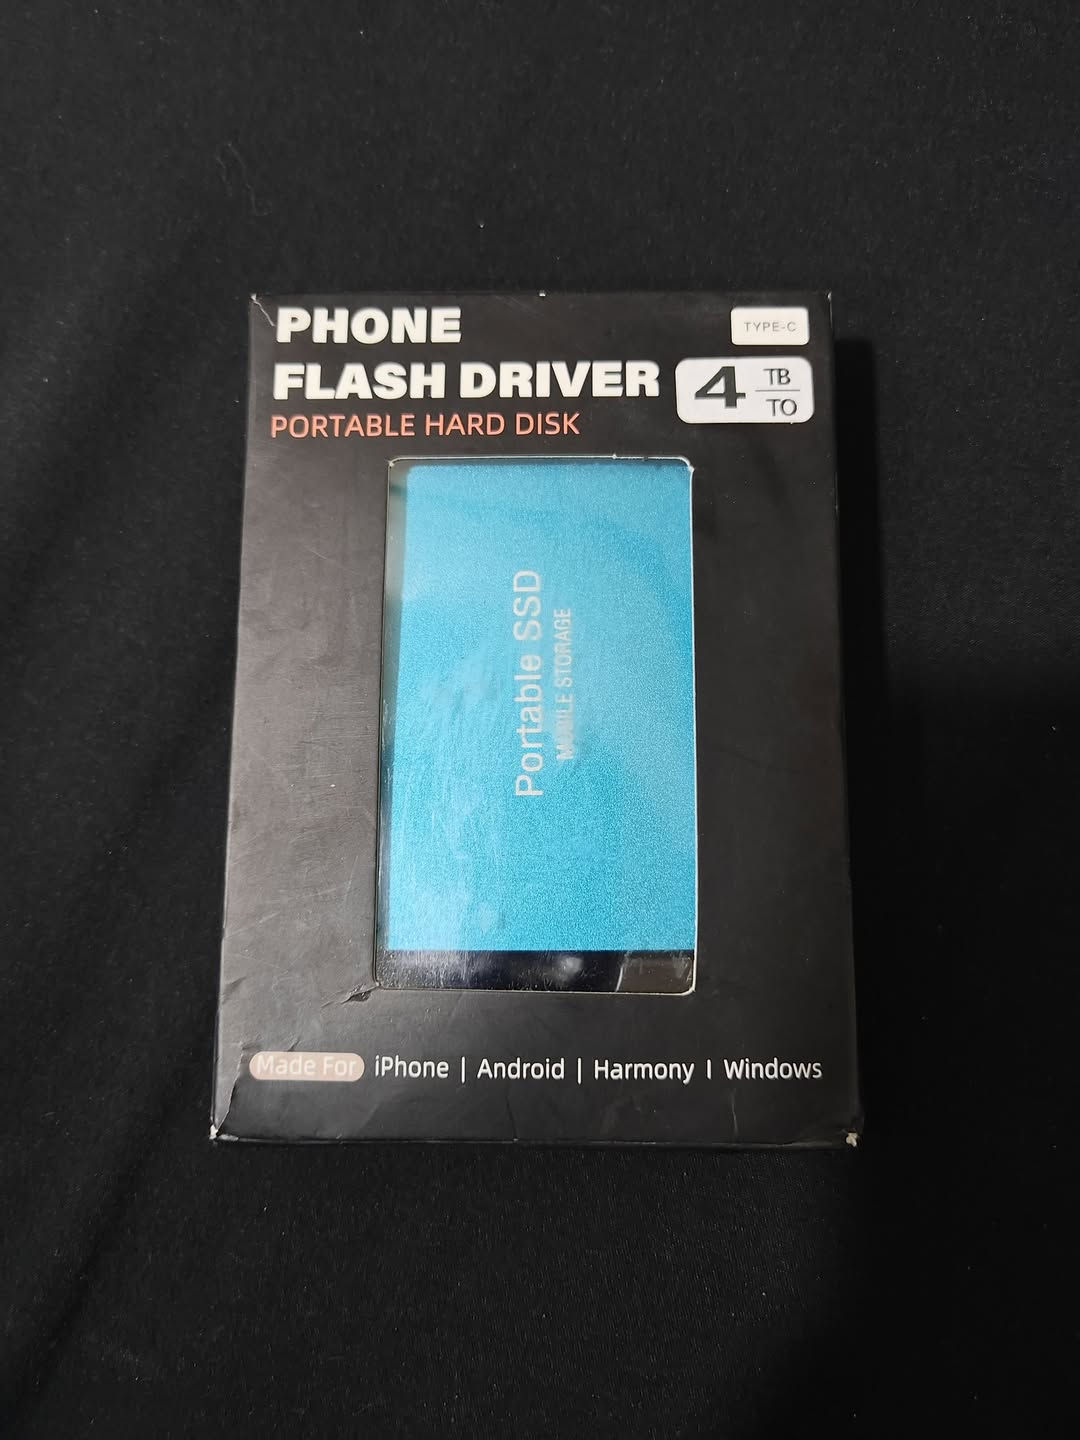 PHONE
TYPE-C
FLASH DRIVER
4 TB
TO
PORTABLE HARD DISK
Portable SSD
MOBILE STORAGE
Made For iPhone | Android | Harmony | Windows